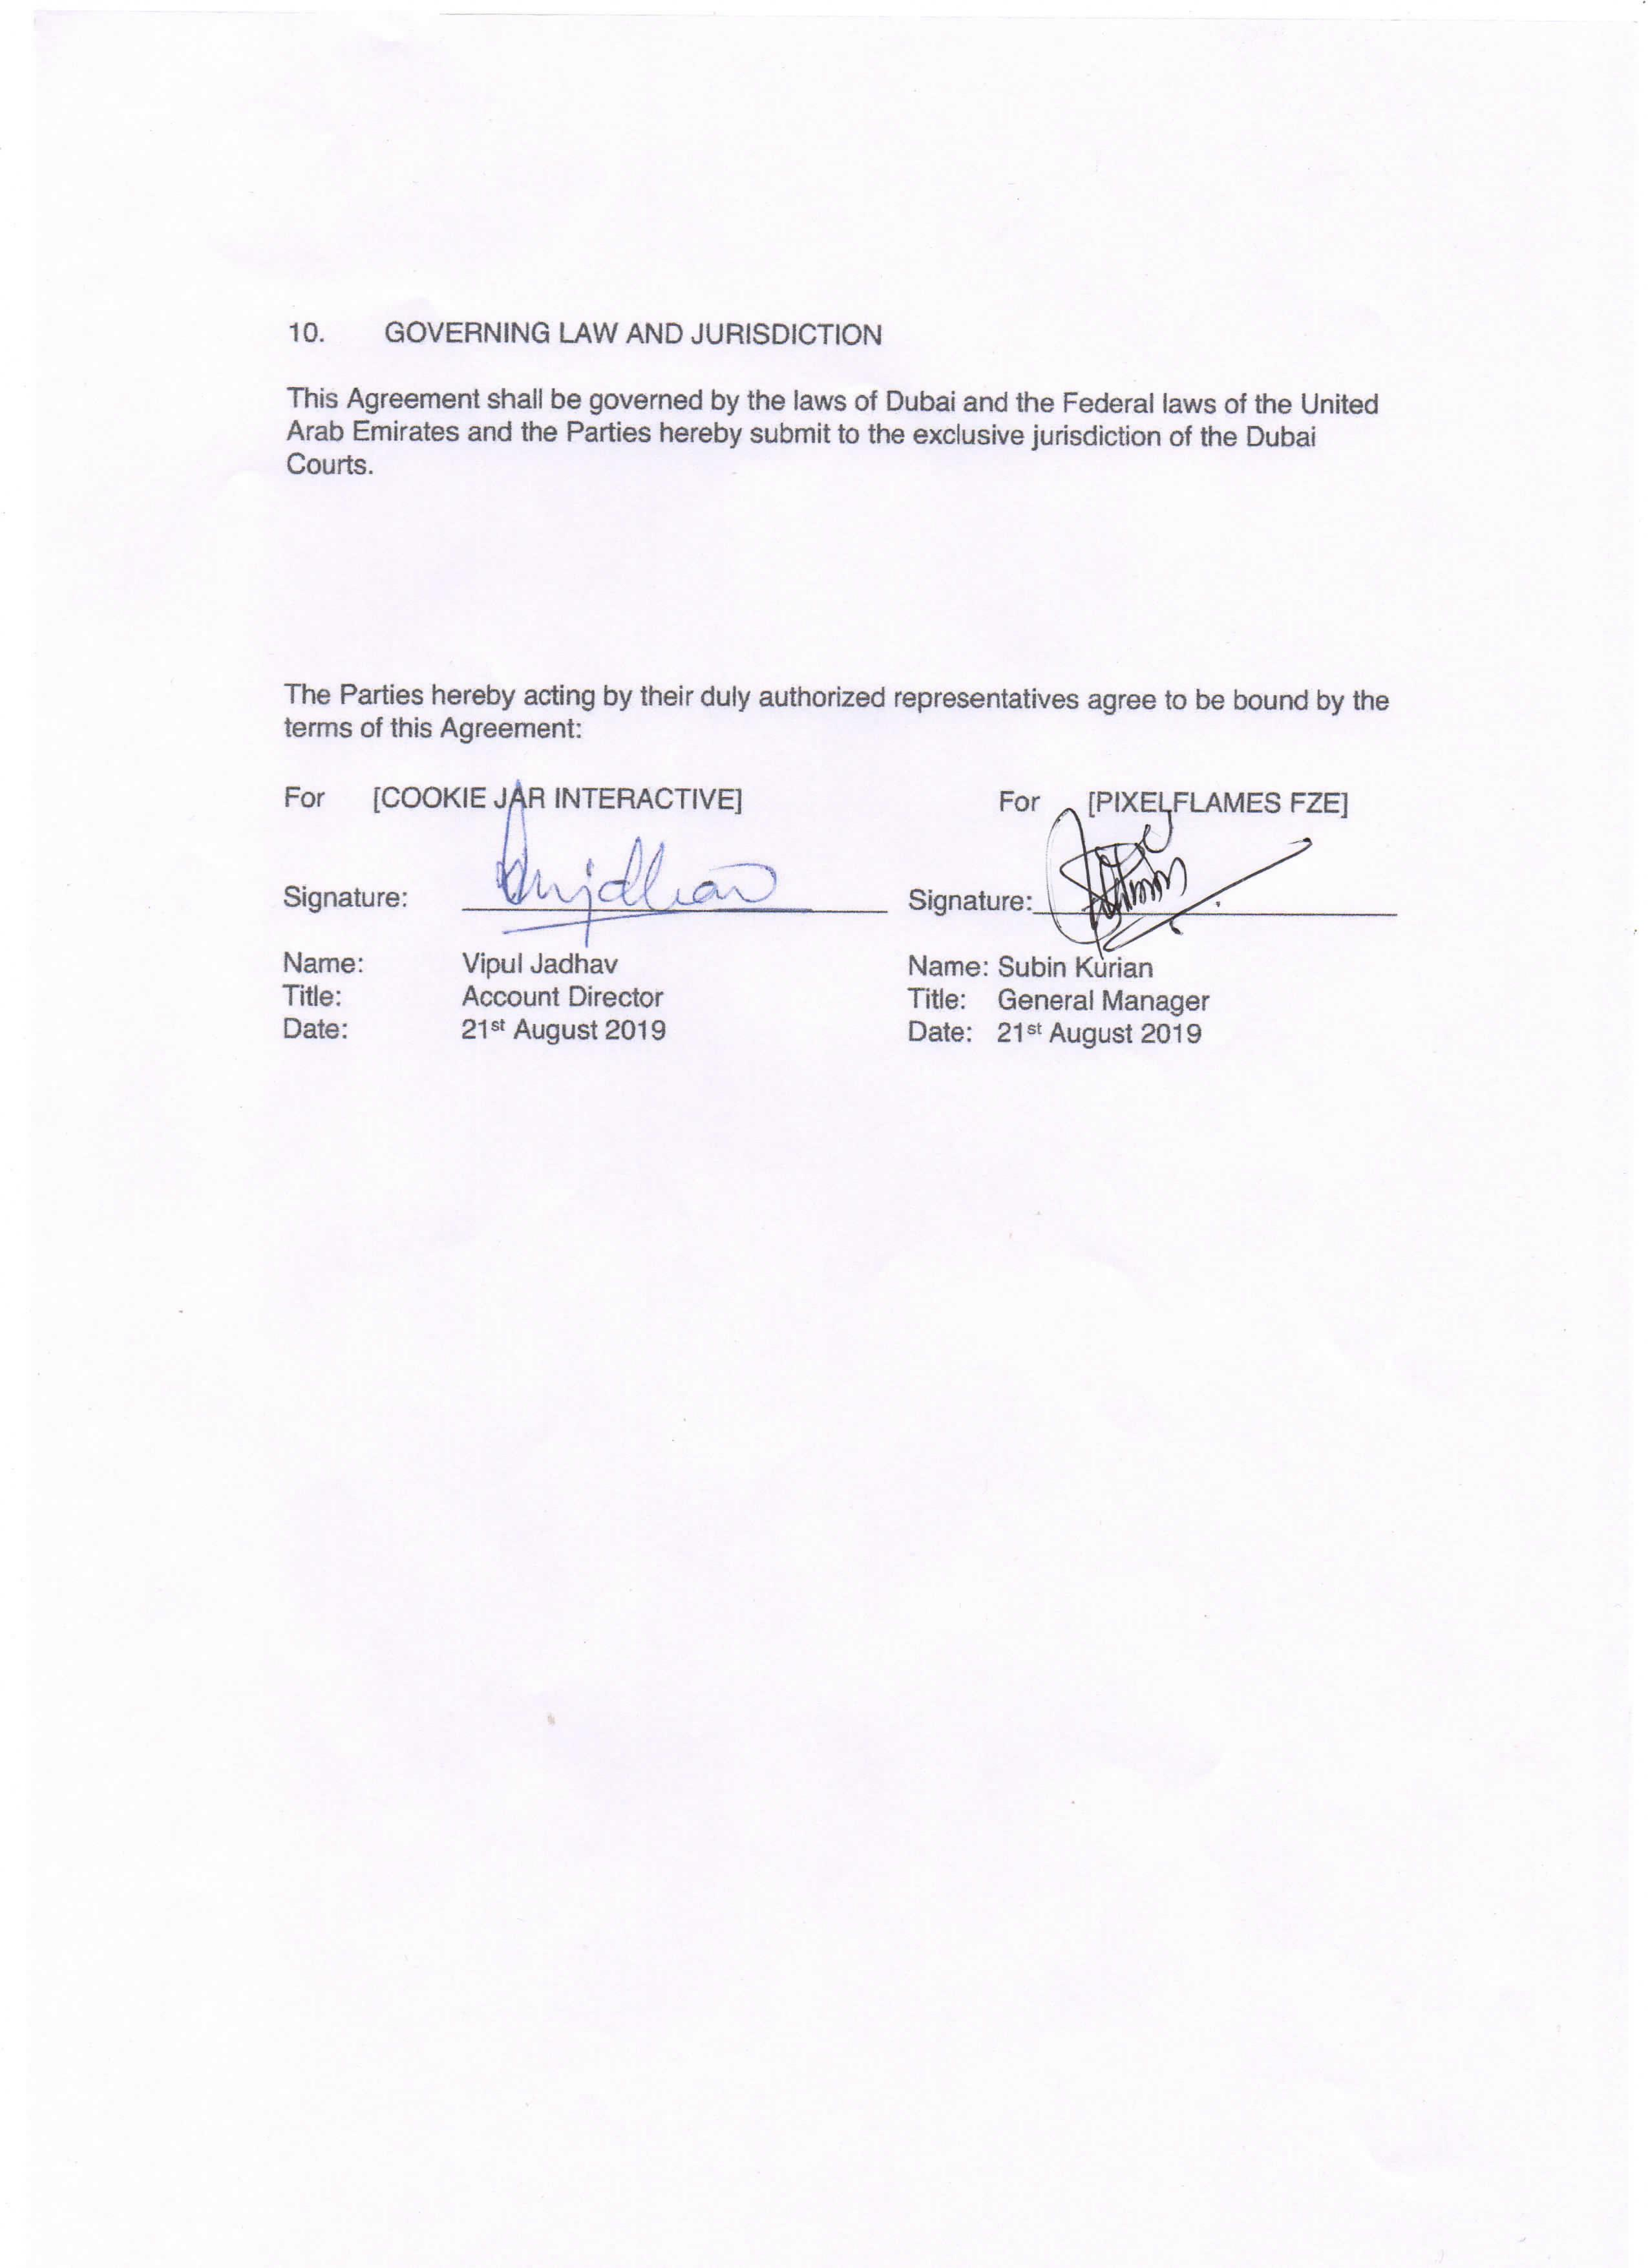 10. GOVERNING LAW AND JURISDICTION
This Agreement shall be governed by the laws of Dubai and the Federal laws of the United
Arab Emirates and the Parties hereby submit to the exclusive jurisdiction of the Dubai
Courts.
The Parties hereby acting by their duly authorized representatives agree to be bound by the
terms of this Agreement:
For [COOKIE JAR INTERACTIVE] For [PIXELFLAMES FZE]
Signature: Signature:
Name: Vipul Jadhav Name: Subin Kurian
Title: Account Director Title: General Manager
Date: 21st August 2019 Date: 21st August 2019